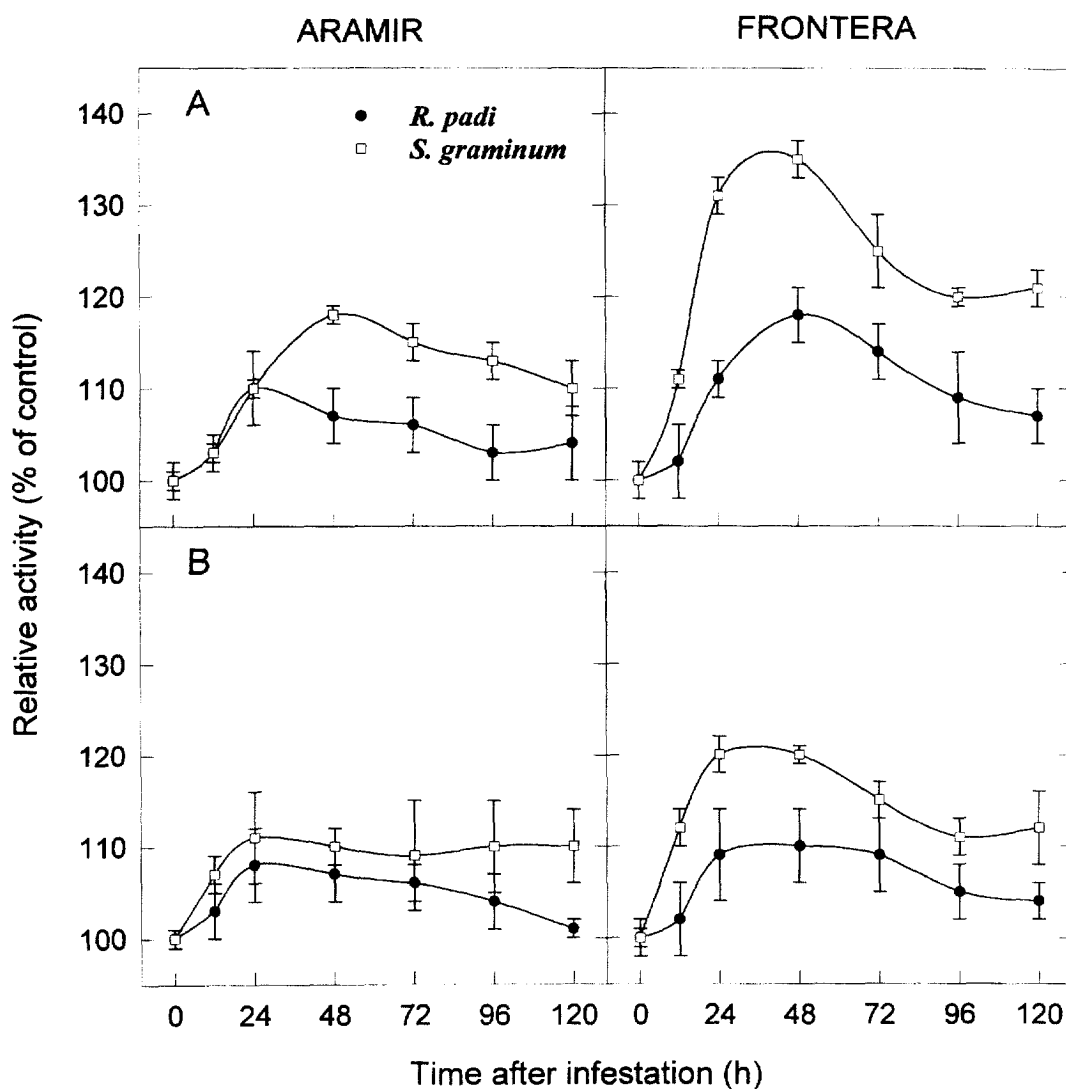 ARAMIR FRONTERA
A
R. padi
S. graminum
140
130
120
110
100
B
140
130
120
110
100
Relative activity (% of control)
0 24 48 72 96 120 0 24 48 72 96 120
Time after infestation (h)